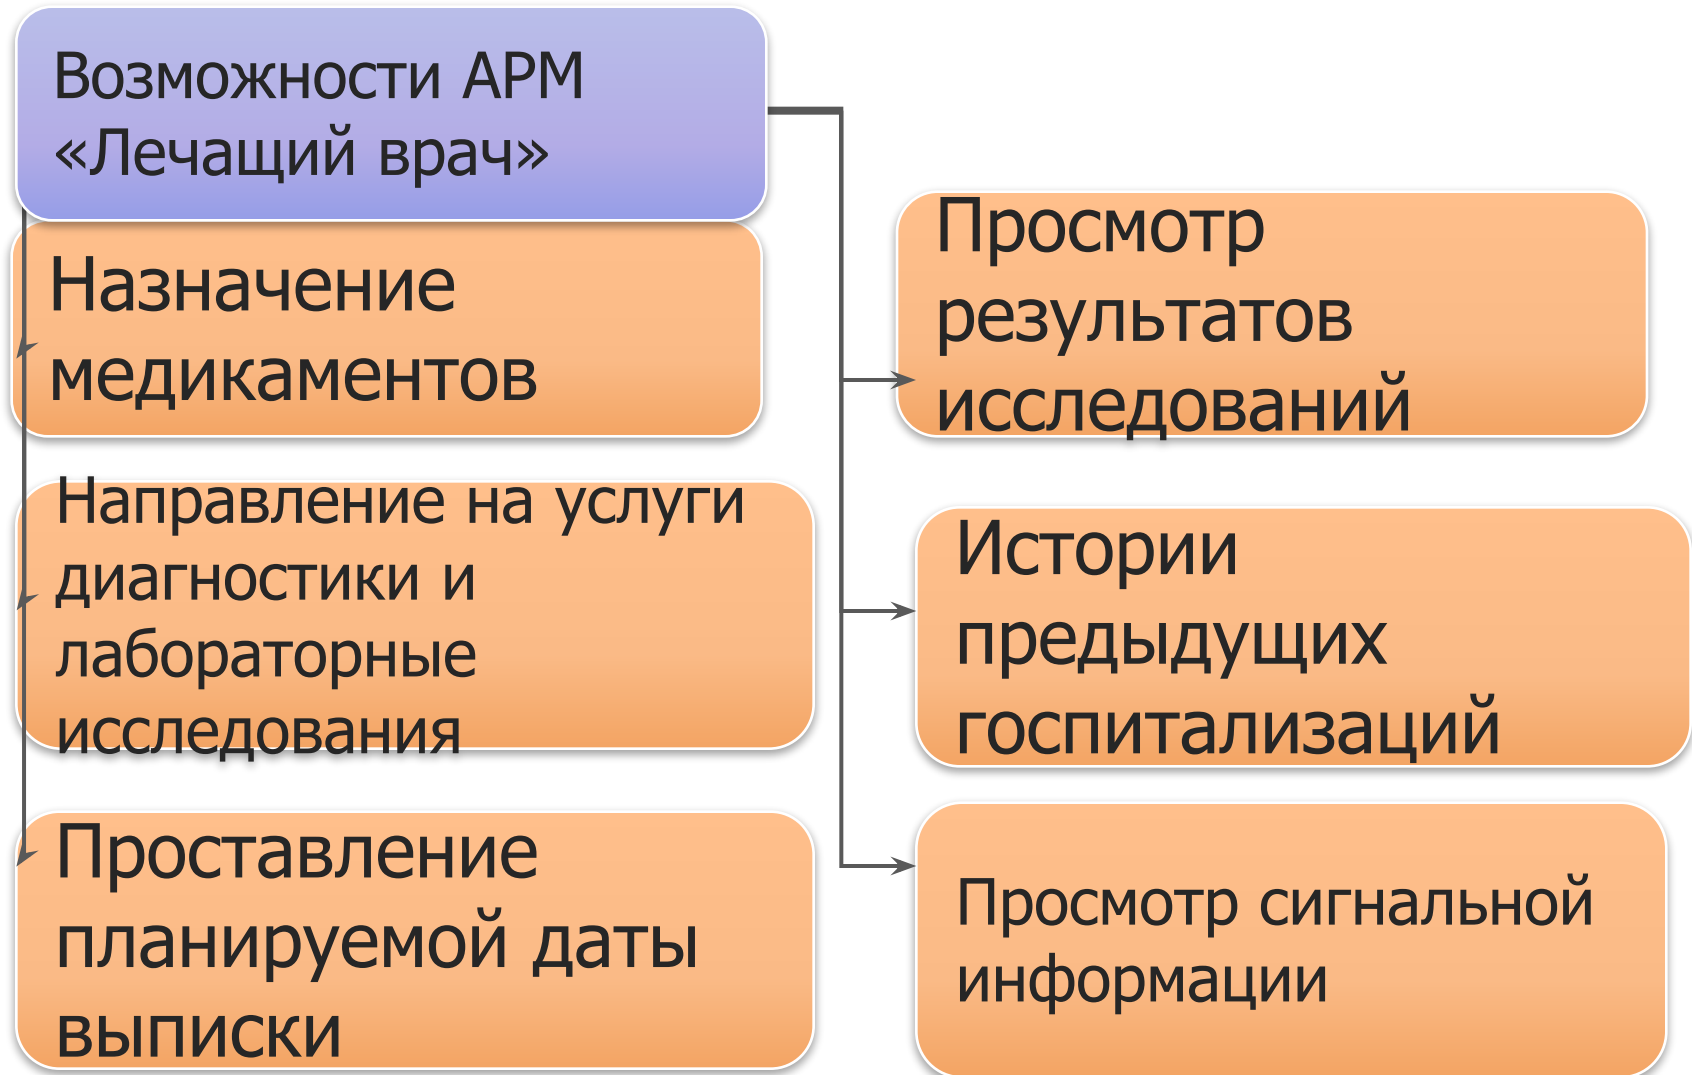 Возможности АРМ
«Лечащий врач»
Назначение
медикаментов
Направление на услуги
диагностики и
лабораторные
исследования
Проставление
планируемой даты
выписки
Просмотр
результатов
исследований
Истории
предыдущих
госпитализаций
Просмотр сигнальной
информации